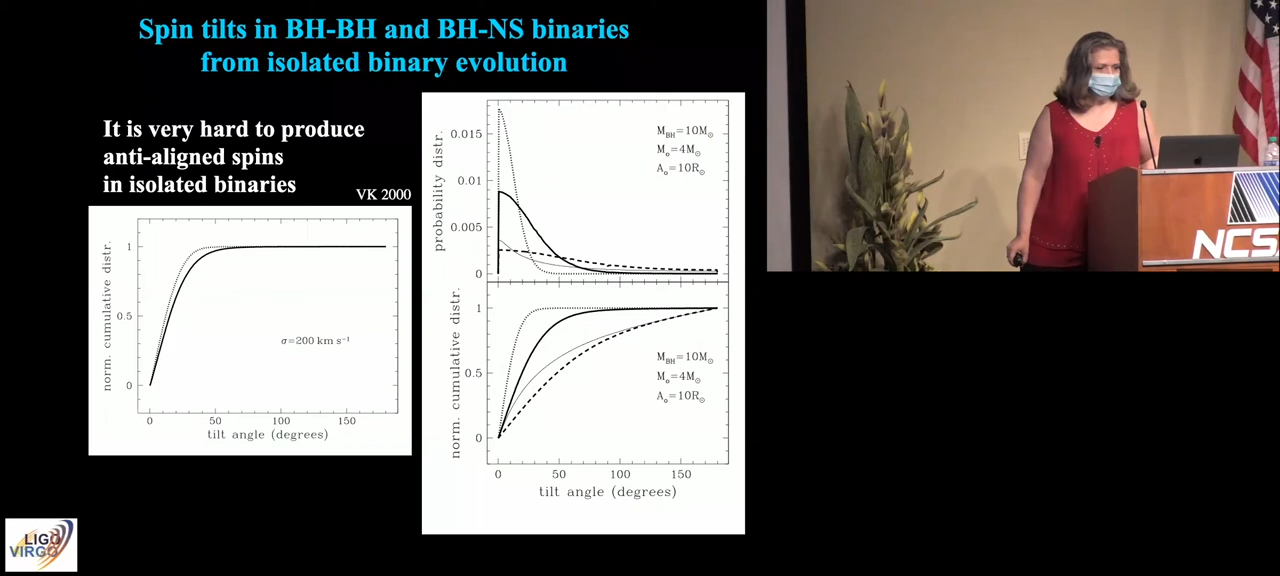 Spin tilts in BH-BH and BH-NS binaries
from isolated binary evolution
It is very hard to produce
anti-aligned spins
in isolated binaries
VK 2000
norm. cumulative distr.
1
0.5
0
σ=200 km s⁻¹
0 50 100 150
tilt angle (degrees)
probability distr.
0.015
0.01
0.005
0
M_BH=10M_⊙
M_o=4M_⊙
A_o=10R_⊙
norm. cumulative distr.
1
0.5
0
M_BH=10M_⊙
M_o=4M_⊙
A_o=10R_⊙
0 50 100 150
tilt angle (degrees)
LIGO
VIRGO
NCS